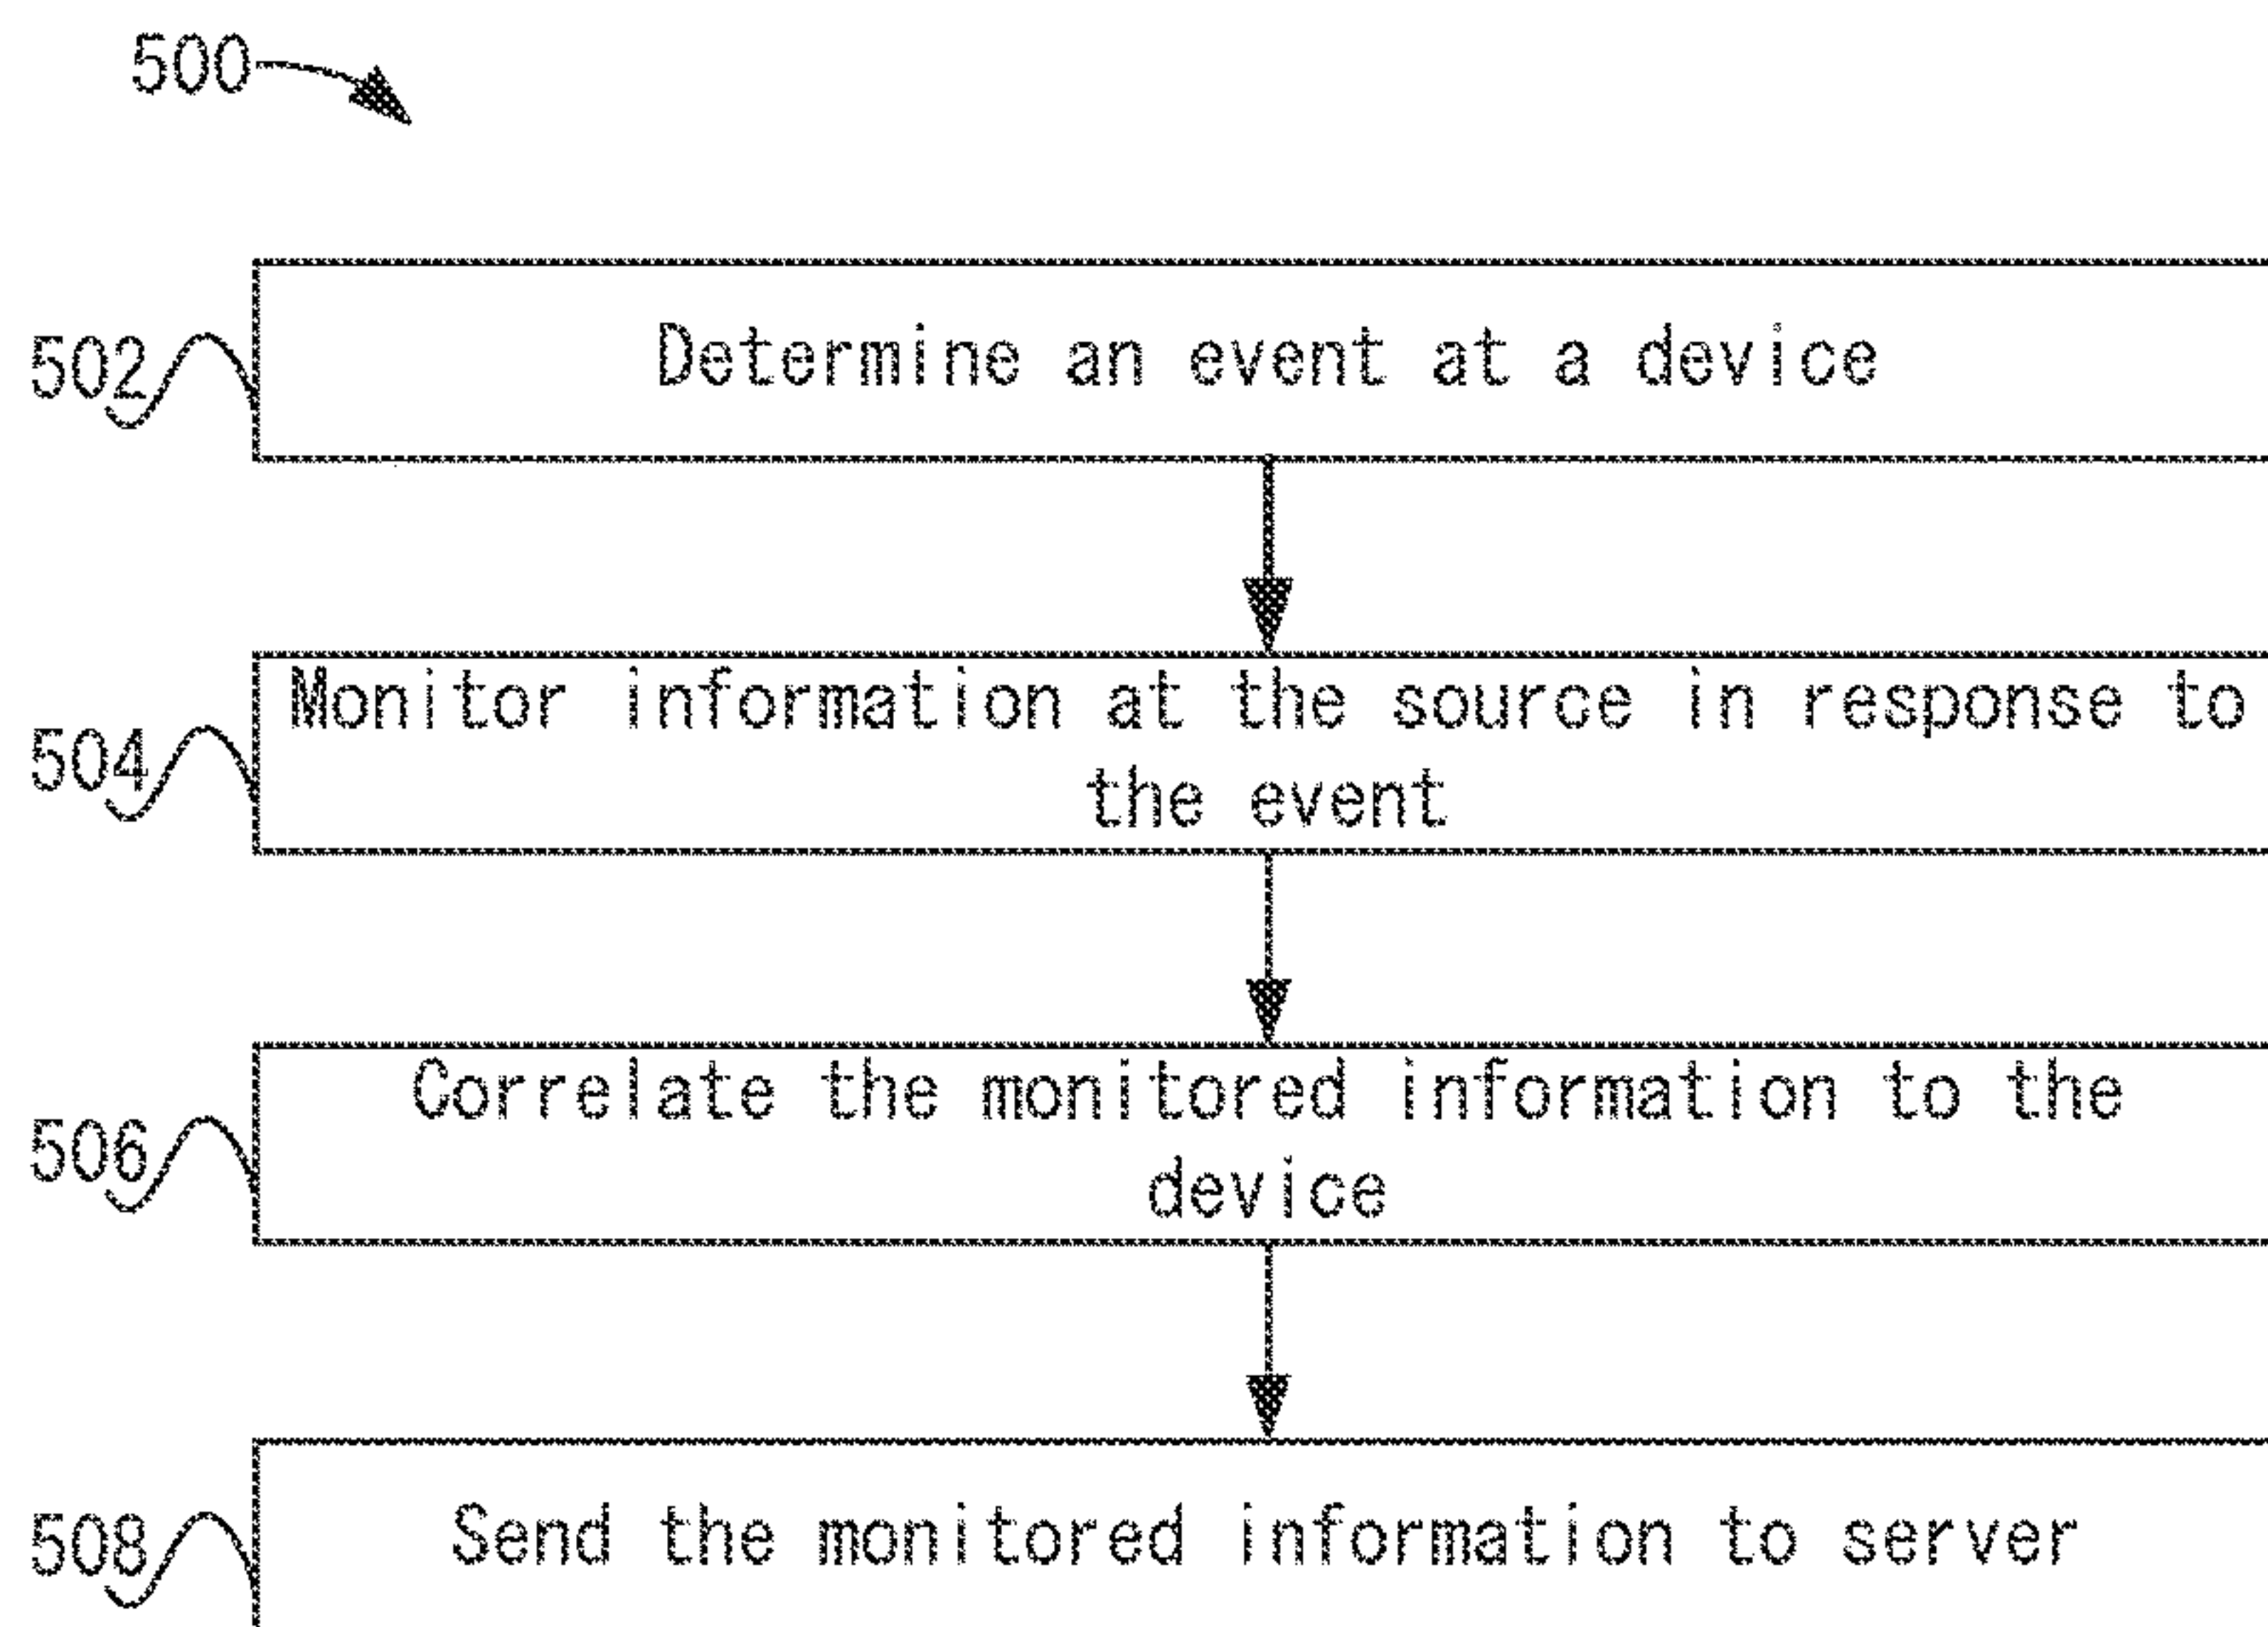 500
502
Determine an event at a device
504
Monitor information at the source in response to
the event
506
Correlate the monitored information to the
device
508
Send the monitored information to server